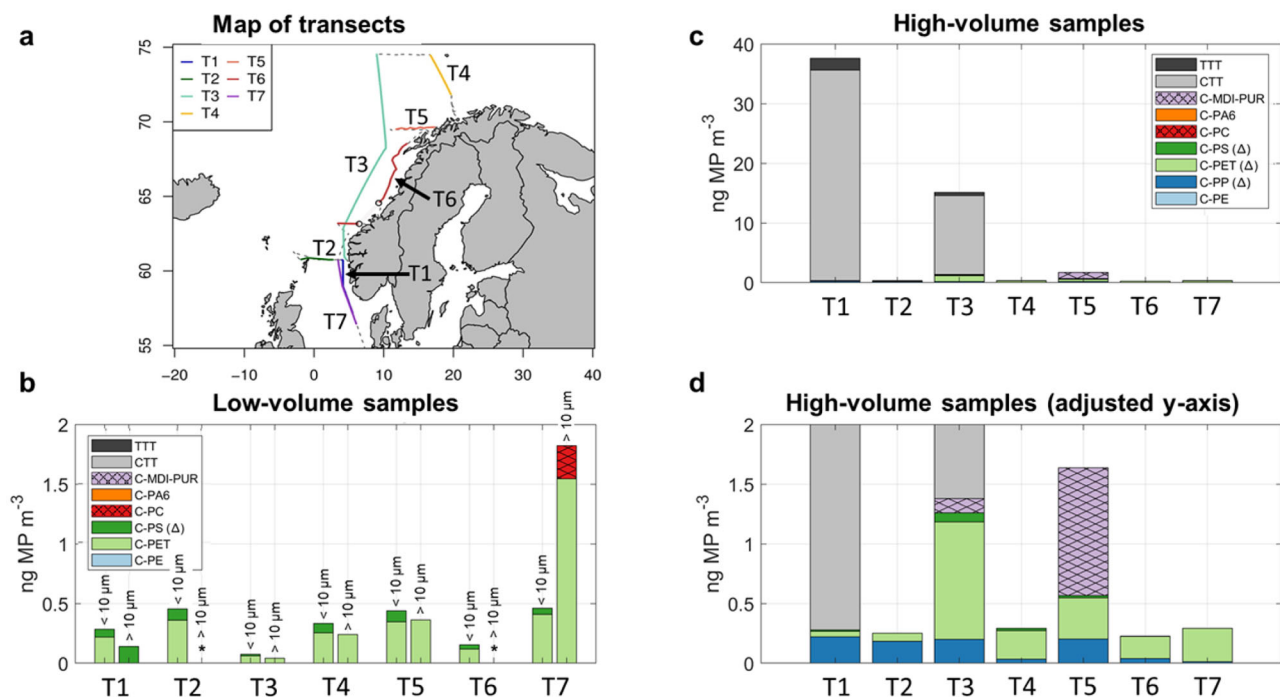 a
Map of transects
75
70
65
60
55
T1
T5
T2
T6
T3
T7
T4
T4
T5
T3
T6
T2
T1
T7
−20
−10
0
10
20
30
40
b
Low-volume samples
ng MP m⁻³
2
1.5
1
0.5
0
TTT
CTT
C-MDI-PUR
C-PA6
C-PC
C-PS (Δ)
C-PET
C-PE
< 10 µm
> 10 µm
< 10 µm
> 10 µm
*
< 10 µm
> 10 µm
< 10 µm
> 10 µm
< 10 µm
> 10 µm
< 10 µm
> 10 µm
*
< 10 µm
> 10 µm
T1
T2
T3
T4
T5
T6
T7
c
High-volume samples
ng MP m⁻³
40
30
20
10
0
TTT
CTT
C-MDI-PUR
C-PA6
C-PC
C-PS (Δ)
C-PET (Δ)
C-PP (Δ)
C-PE
T1
T2
T3
T4
T5
T6
T7
d
High-volume samples (adjusted y-axis)
ng MP m⁻³
2
1.5
1
0.5
0
T1
T2
T3
T4
T5
T6
T7